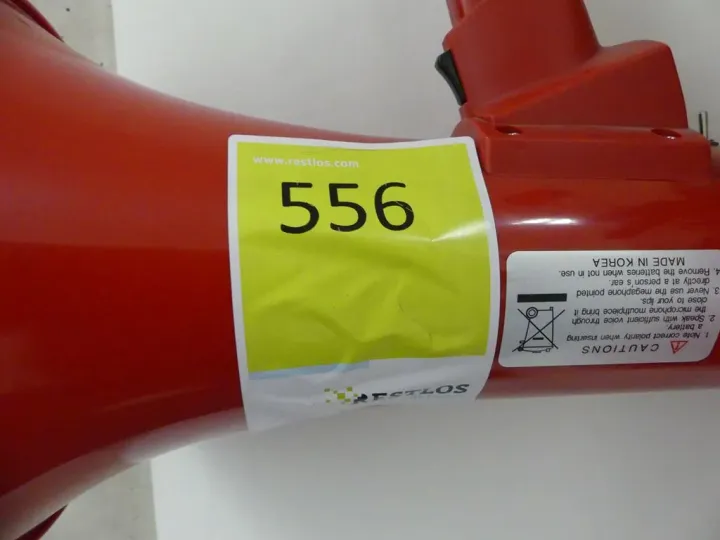 www.restlos.com
556
RESTLOS
CAUTIONS
1. Note correct polarity when insarting
a battery.
2. Speak with sufficient voice through
the microphone mouthpiece bring it
close to your lips.
3. Never use the megaphone pointed
directly at a person's ear.
4. Remove the batteries when not in use.
MADE IN KOREA